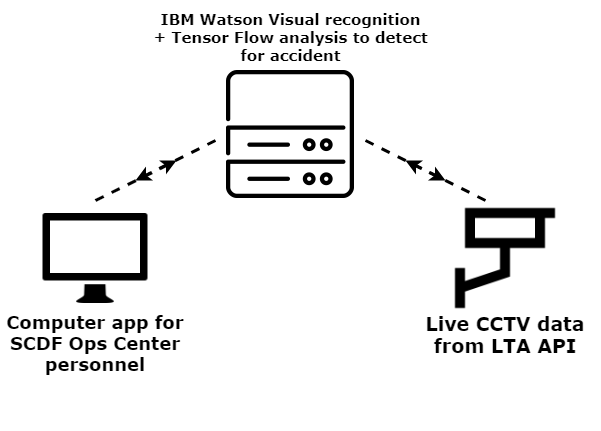 IBM Watson Visual recognition
+ Tensor Flow analysis to detect
for accident
Computer app for
SCDF Ops Center
personnel
Live CCTV data
from LTA API